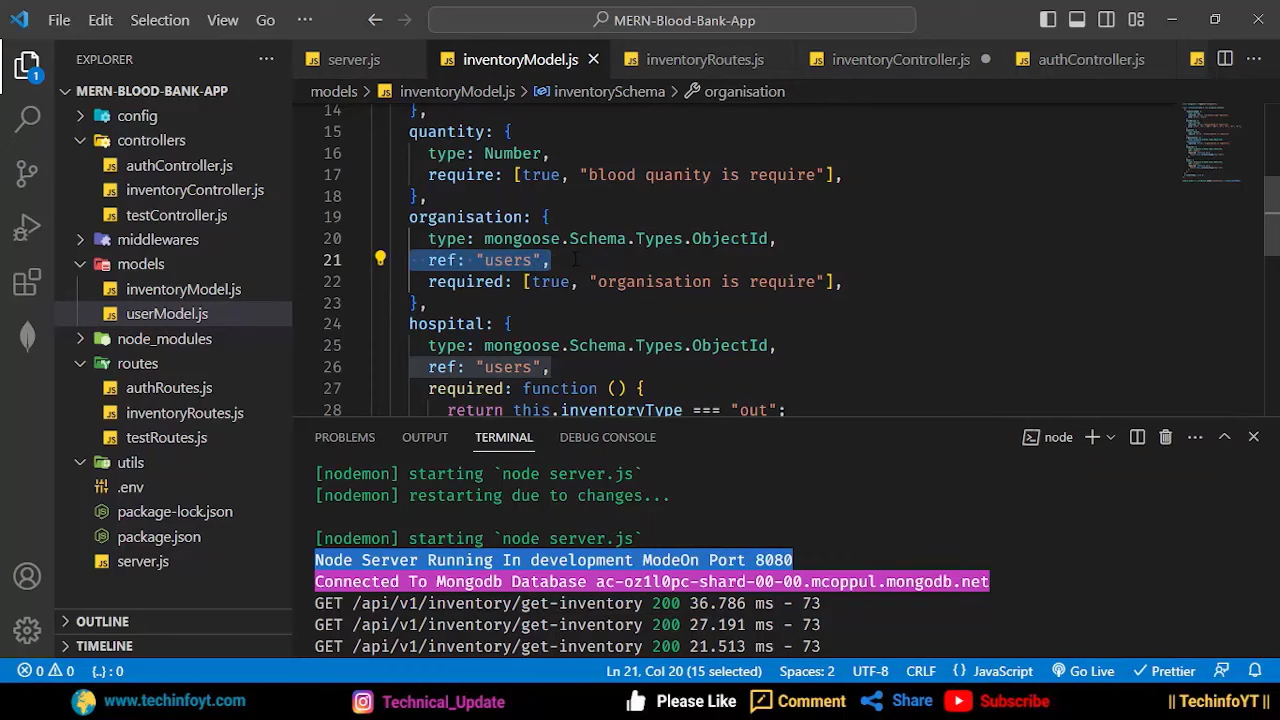 File Edit Selection View Go ··· MERN-Blood-Bank-App
EXPLORER
server.js inventoryModel.js inventoryRoutes.js inventoryController.js authController.js
models > inventoryModel.js > inventorySchema > organisation
MERN-BLOOD-BANK-APP
config
controllers
authController.js
inventoryController.js
testController.js
middlewares
models
inventoryModel.js
userModel.js
node_modules
routes
authRoutes.js
inventoryRoutes.js
testRoutes.js
utils
.env
package-lock.json
package.json
server.js
OUTLINE
TIMELINE
1
14 },
15 quantity: {
16 type: Number,
17 require: [true, "blood quanity is require"],
18 },
19 organisation: {
20 type: mongoose.Schema.Types.ObjectId,
21 ref: "users",
22 required: [true, "organisation is require"],
23 },
24 hospital: {
25 type: mongoose.Schema.Types.ObjectId,
26 ref: "users",
27 required: function () {
28 return this.inventoryType === "out";
PROBLEMS OUTPUT TERMINAL DEBUG CONSOLE node
[nodemon] starting `node server.js`
[nodemon] restarting due to changes...
[nodemon] starting `node server.js`
Node Server Running In development ModeOn Port 8080
Connected To Mongodb Database ac-oz1l0pc-shard-00-00.mcoppul.mongodb.net
GET /api/v1/inventory/get-inventory 200 36.786 ms - 73
GET /api/v1/inventory/get-inventory 200 27.191 ms - 73
GET /api/v1/inventory/get-inventory 200 21.513 ms - 73
0 0 {..} : 0 Ln 21, Col 20 (15 selected) Spaces: 2 UTF-8 CRLF {} JavaScript Go Live Prettier
www.techinfoyt.com Technical_Update Please Like Comment Share Subscribe || TechinfoYT ||